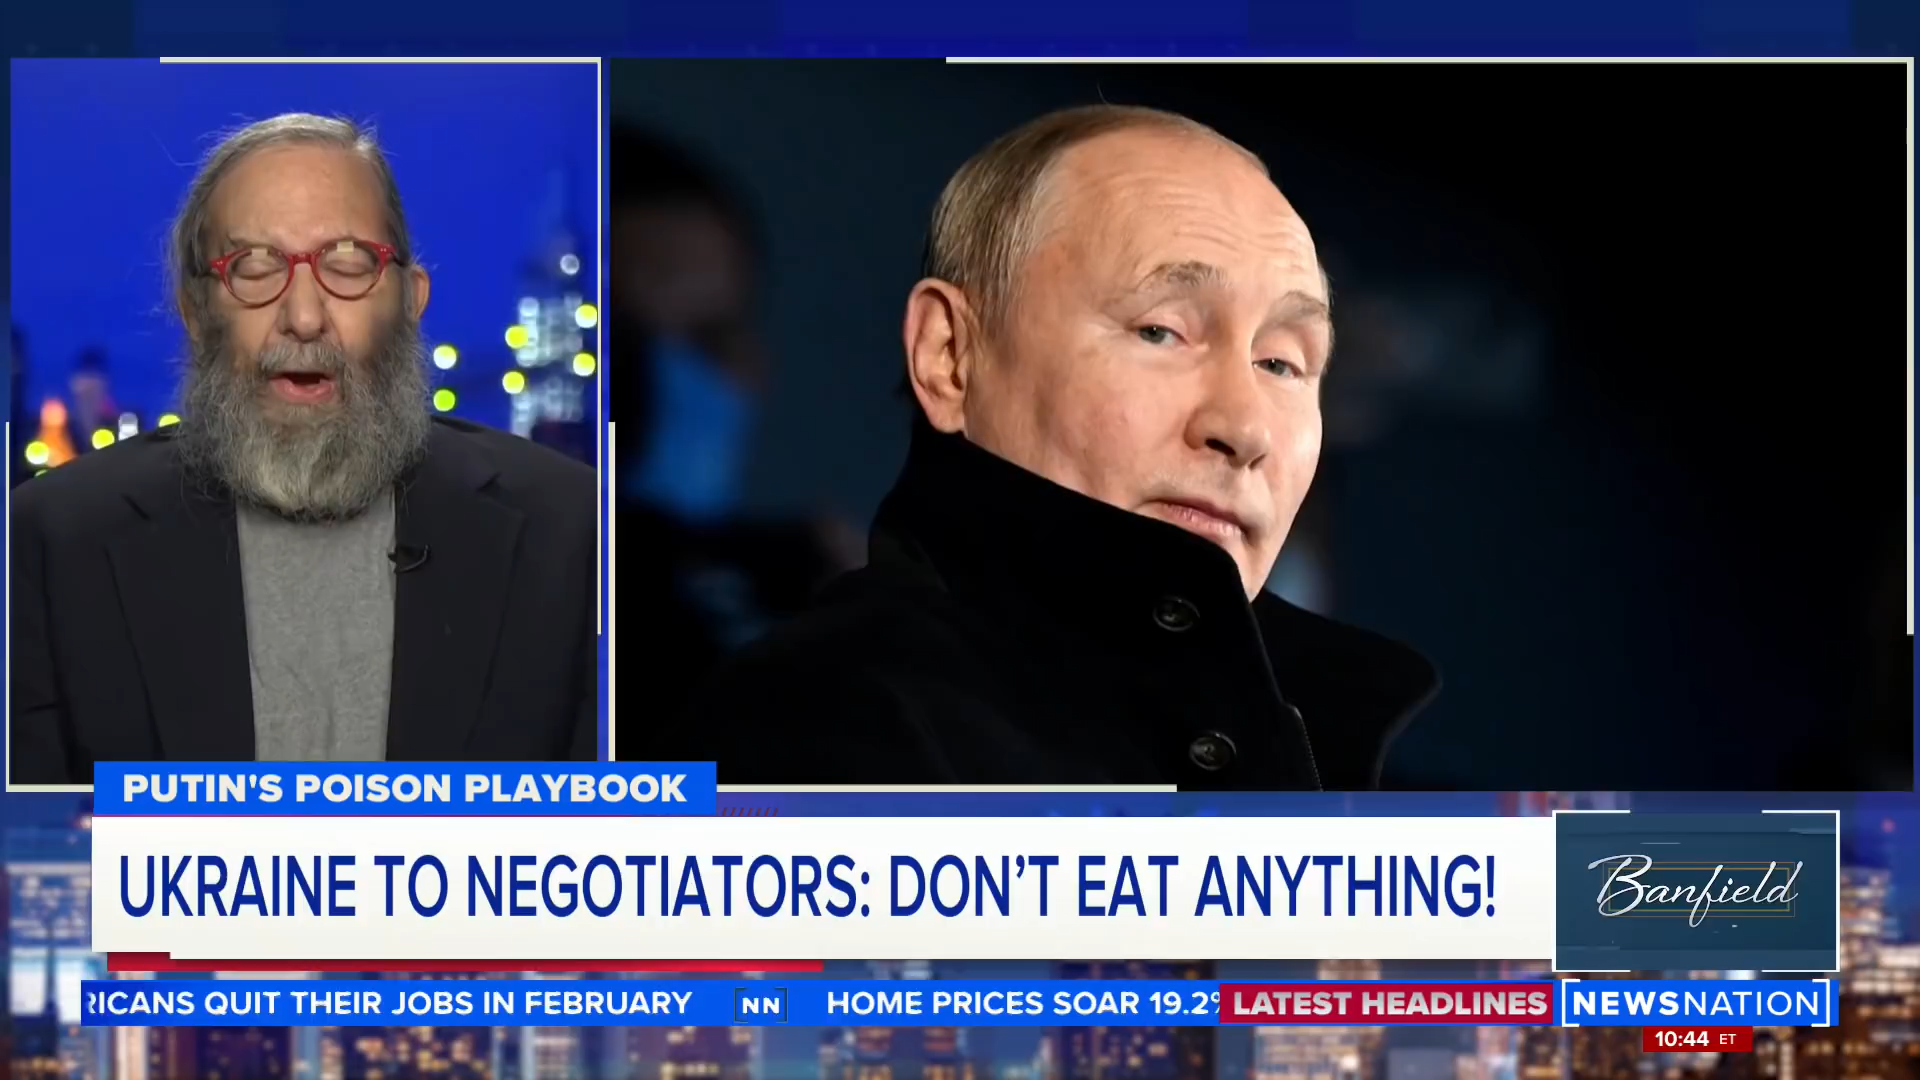 PUTIN'S POISON PLAYBOOK
UKRAINE TO NEGOTIATORS: DON'T EAT ANYTHING!
Banfield
RICANS QUIT THEIR JOBS IN FEBRUARY NN HOME PRICES SOAR 19.2% LATEST HEADLINES NEWSNATION
10:44 ET